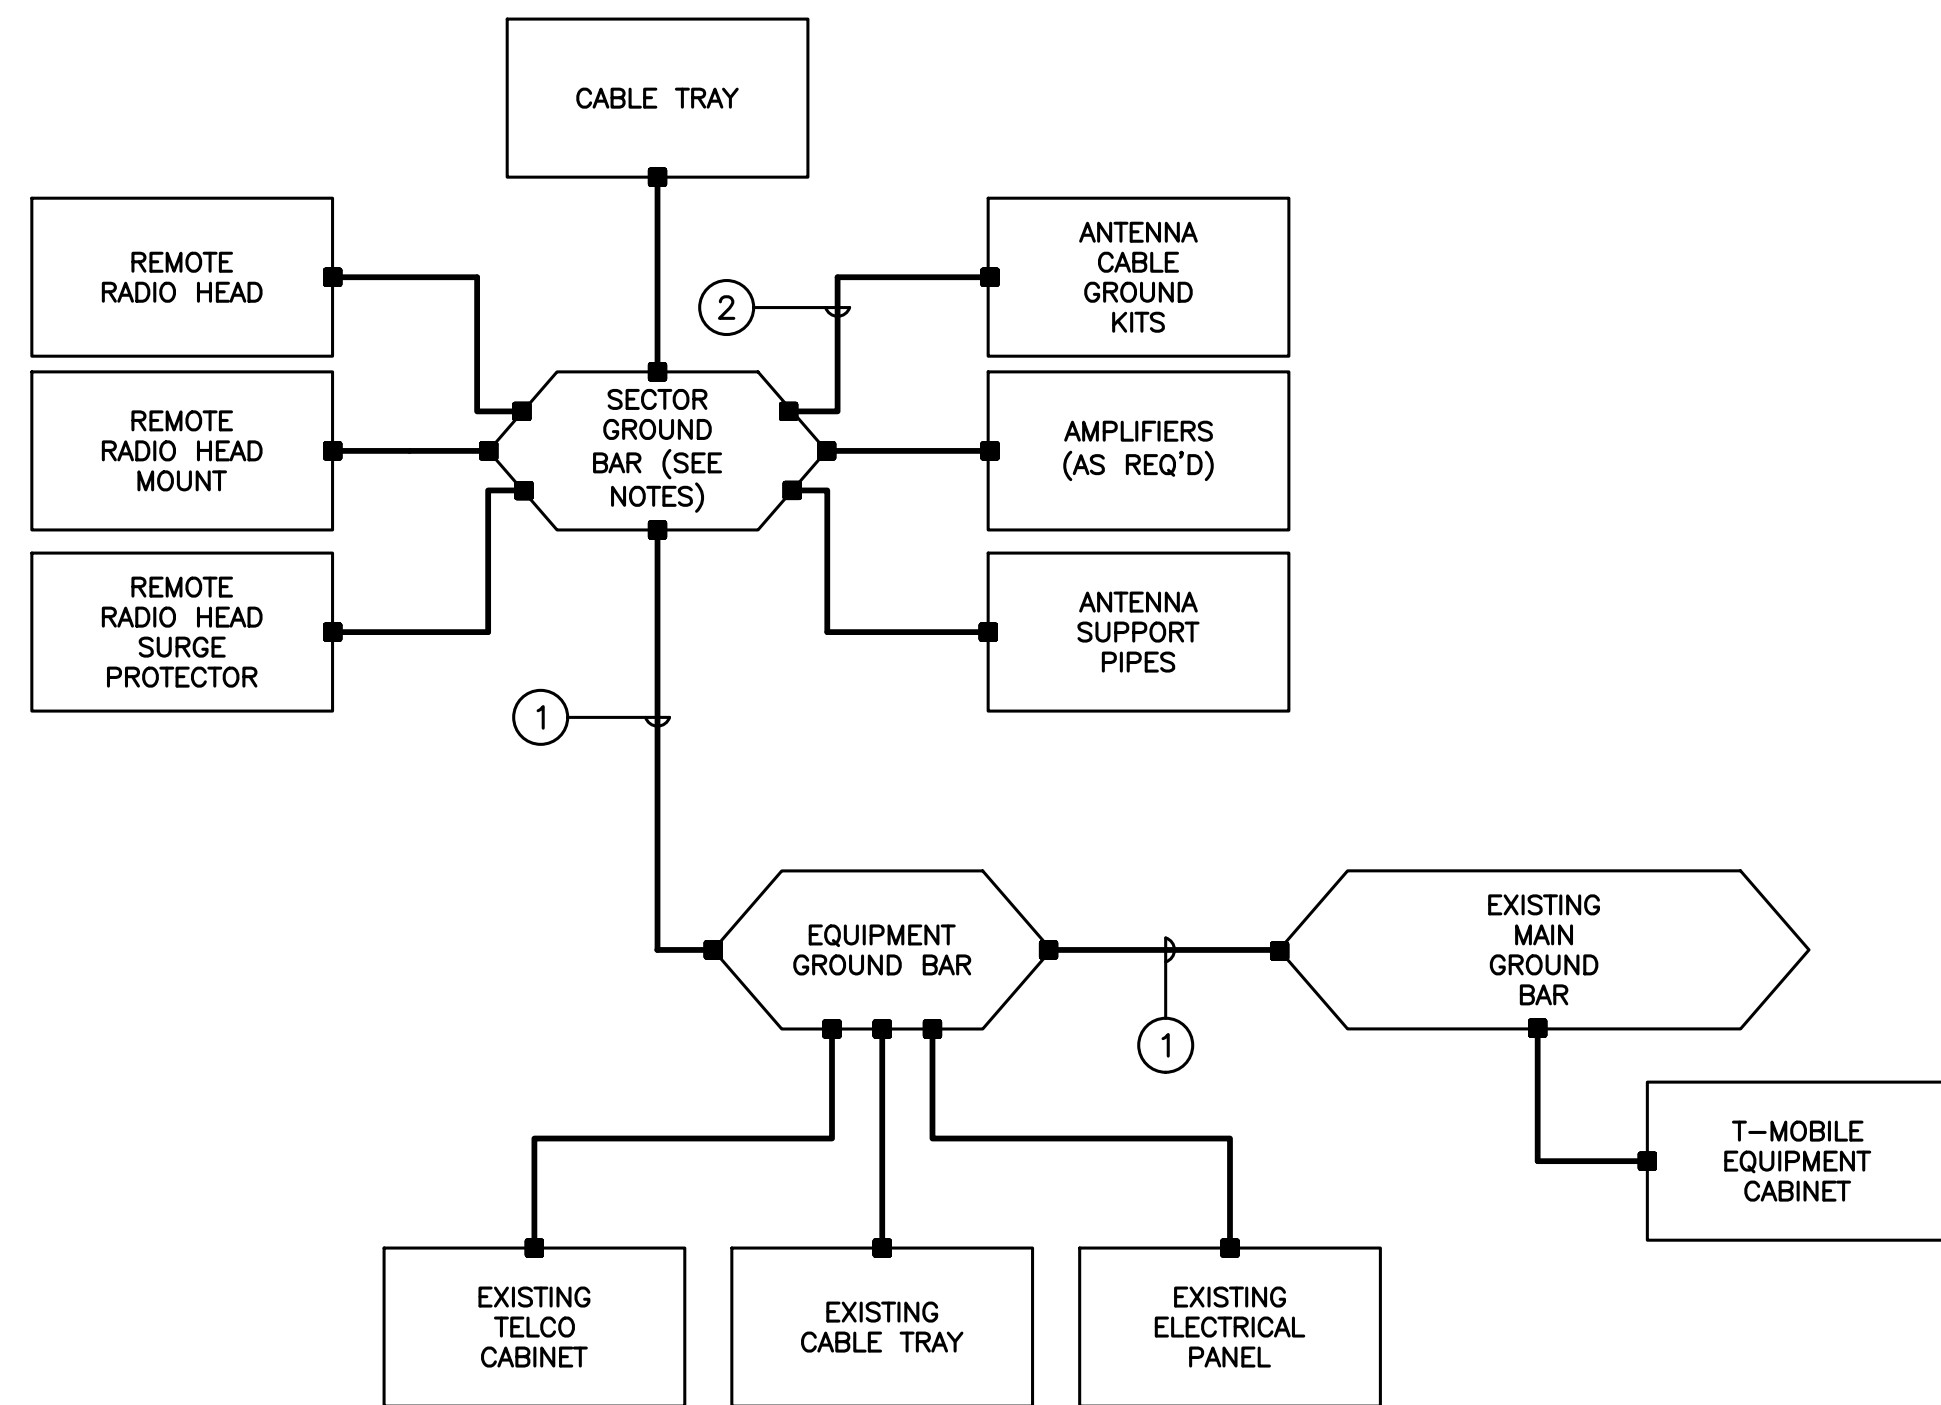 CABLE TRAY
REMOTE
RADIO HEAD
ANTENNA
CABLE
GROUND
KITS
2
REMOTE
RADIO HEAD
MOUNT
SECTOR
GROUND
BAR (SEE
NOTES)
AMPLIFIERS
(AS REQ'D)
REMOTE
RADIO HEAD
SURGE
PROTECTOR
ANTENNA
SUPPORT
PIPES
1
EQUIPMENT
GROUND BAR
EXISTING
MAIN
GROUND
BAR
1
T-MOBILE
EQUIPMENT
CABINET
EXISTING
TELCO
CABINET
EXISTING
CABLE TRAY
EXISTING
ELECTRICAL
PANEL